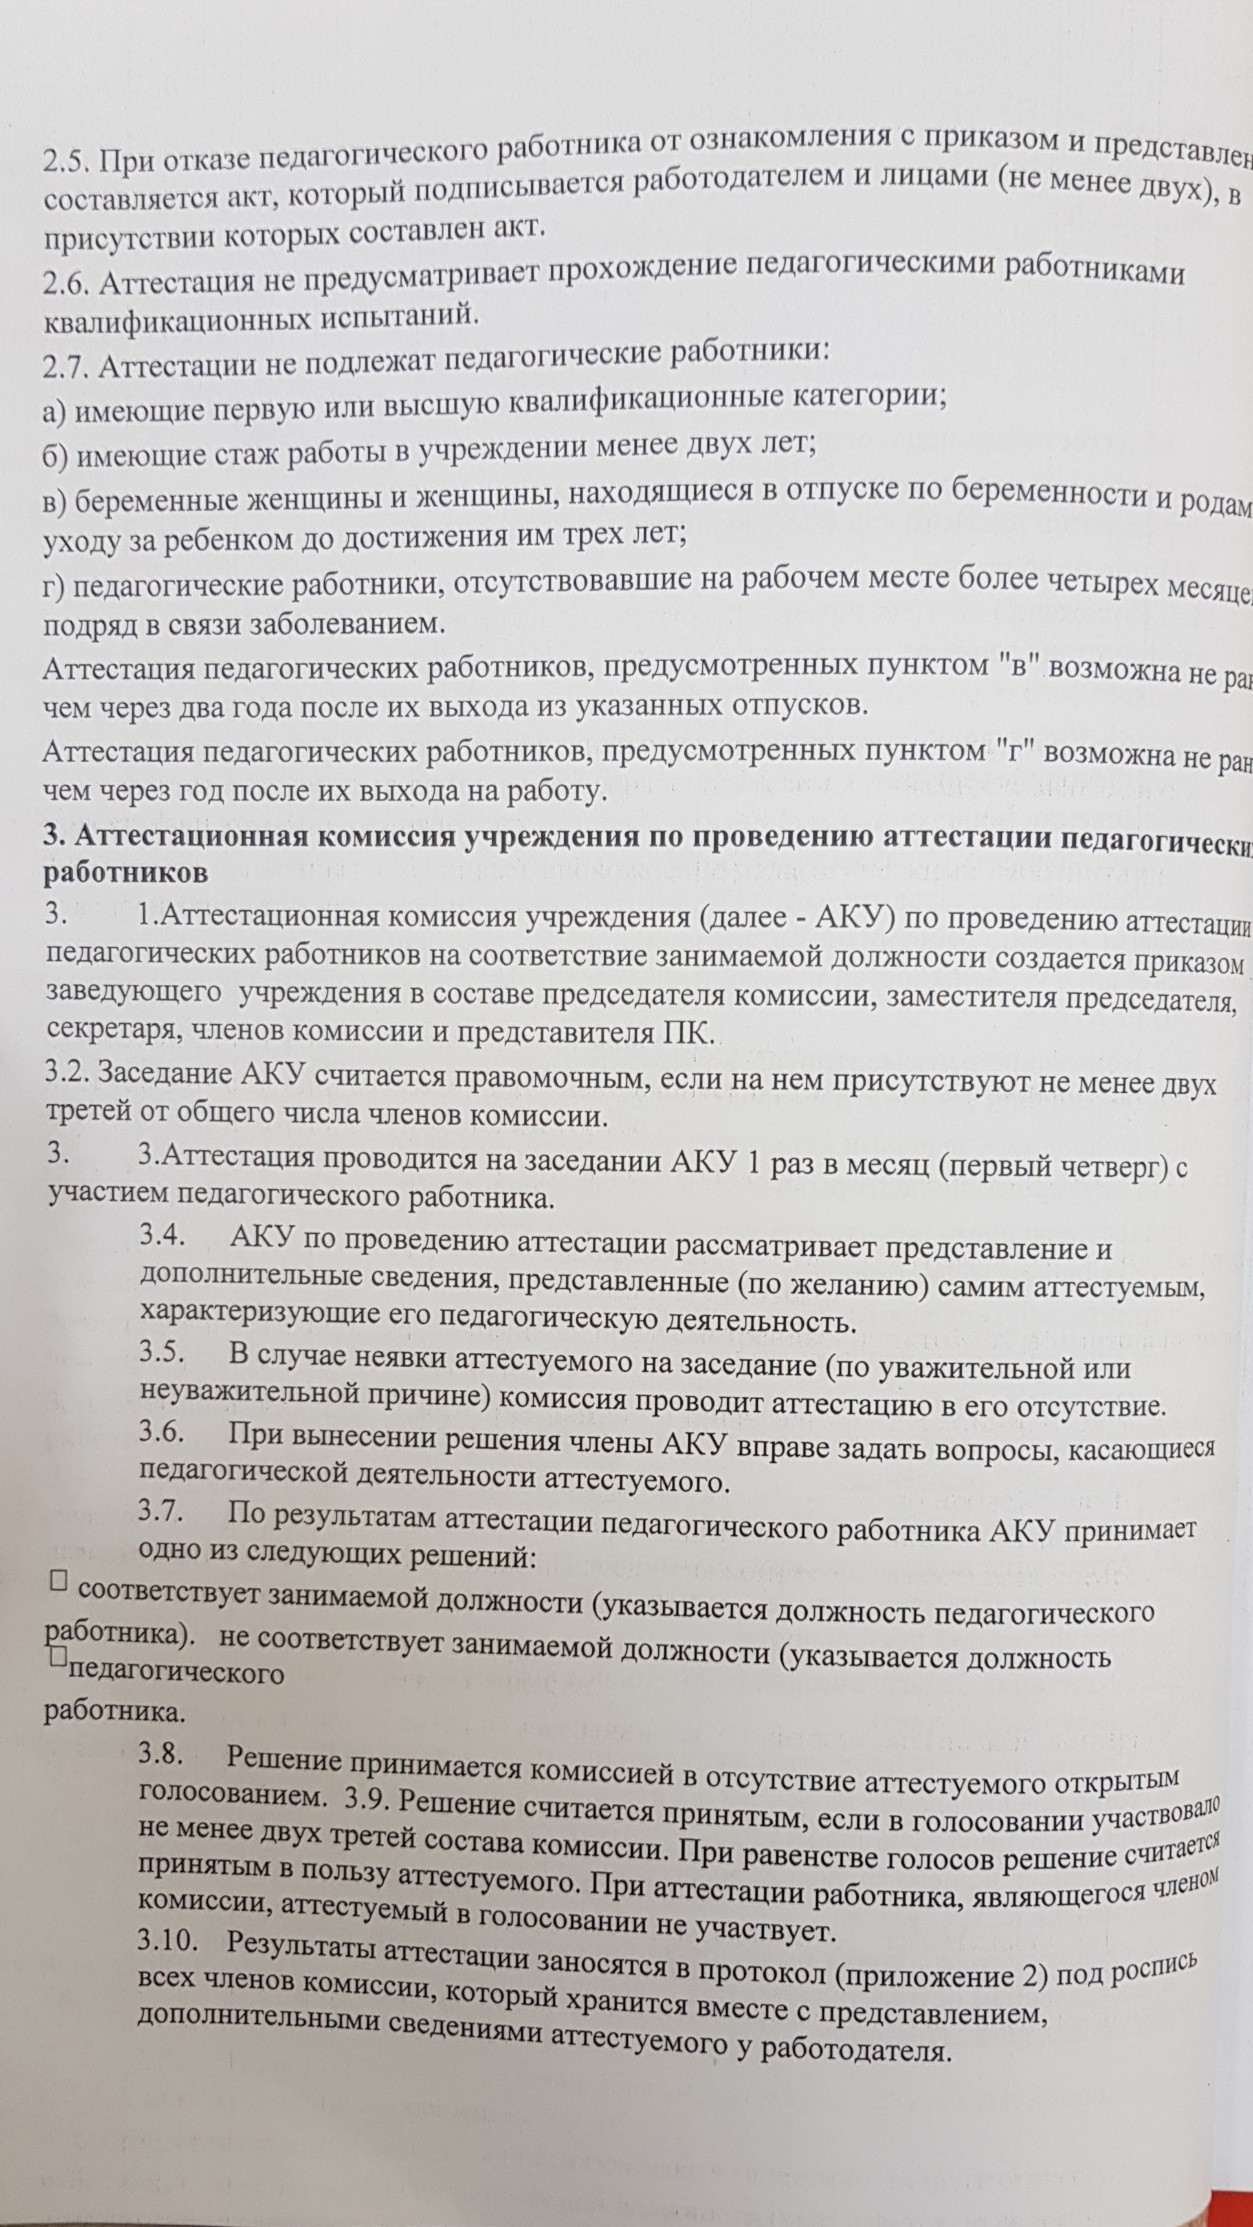 2.5. При отказе педагогического работника от ознакомления с приказом и
составляется акт, который подписывается работодателем и лицами (не менее двух), в
присутствии которых составлен акт.
2.6. Аттестация не предусматривает прохождение педагогическими работниками
квалификационных испытаний.
2.7. Аттестации не подлежат педагогические работники:
а) имеющие первую или высшую квалификационные категории;
б) имеющие стаж работы в учреждении менее двух лет;
в) беременные женщины и женщины, находящиеся в отпуске по беременности и родам
уходу за ребенком до достижения им трех лет;
г) педагогические работники, отсутствовавшие на рабочем месте более четырех
подряд в связи заболеванием.
Аттестация педагогических работников, предусмотренных пунктом "в" возможна не
чем через два года после их выхода из указанных отпусков.
Аттестация педагогических работников, предусмотренных пунктом "г" возможна не
чем через год после их выхода на работу.
3. Аттестационная комиссия учреждения по проведению аттестации
работников
3. 1.Аттестационная комиссия учреждения (далее - АКУ) по проведению аттестации
педагогических работников на соответствие занимаемой должности создается приказом
заведующего учреждения в составе председателя комиссии, заместителя председателя,
секретаря, членов комиссии и представителя ПК.
3.2. Заседание АКУ считается правомочным, если на нем присутствуют не менее двух
третей от общего числа членов комиссии.
3. 3.Аттестация проводится на заседании АКУ 1 раз в месяц (первый четверг) с
участием педагогического работника.
3.4. АКУ по проведению аттестации рассматривает представление и
дополнительные сведения, представленные (по желанию) самим аттестуемым,
характеризующие его педагогическую деятельность.
3.5. В случае неявки аттестуемого на заседание (по уважительной или
неуважительной причине) комиссия проводит аттестацию в его отсутствие.
3.6. При вынесении решения члены АКУ вправе задать вопросы, касающиеся
педагогической деятельности аттестуемого.
3.7. По результатам аттестации педагогического работника АКУ принимает
одно из следующих решений:
соответствует занимаемой должности (указывается должность педагогического
работника). не соответствует занимаемой должности (указывается должность
педагогического
работника.
3.8. Решение принимается комиссией в отсутствие аттестуемого открытым
голосованием. 3.9. Решение считается принятым, если в голосовании участвовало
не менее двух третей состава комиссии. При равенстве голосов решение считается
принятым в пользу аттестуемого. При аттестации работника, являющегося членом
комиссии, аттестуемый в голосовании не участвует.
3.10. Результаты аттестации заносятся в протокол (приложение 2) под роспись
всех членов комиссии, который хранится вместе с представлением,
дополнительными сведениями аттестуемого у работодателя.